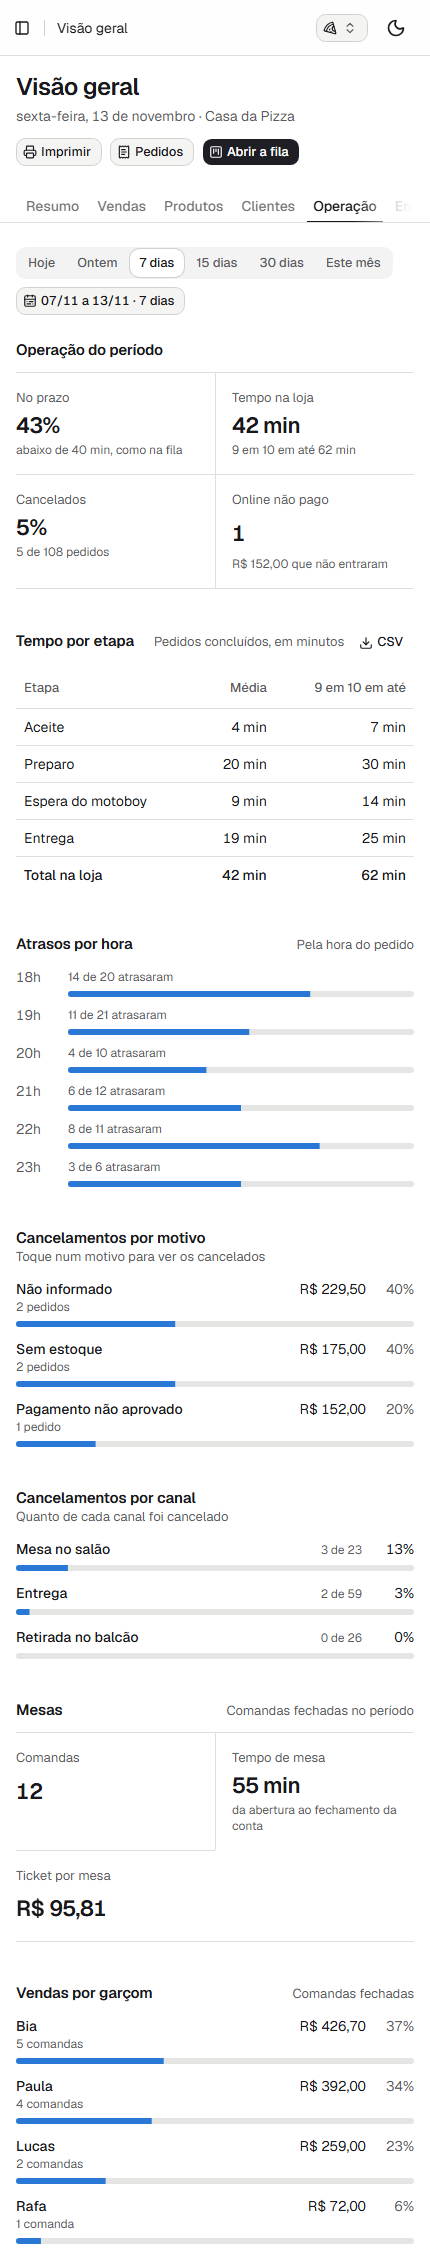 Visão geral
Visão geral
sexta-feira, 13 de novembro · Casa da Pizza
Imprimir
Pedidos
Abrir a fila
Resumo Vendas Produtos Clientes Operação En
Hoje Ontem 7 dias 15 dias 30 dias Este mês
07/11 a 13/11 · 7 dias
Operação do período
No prazo
43%
abaixo de 40 min, como na fila
Tempo na loja
42 min
9 em 10 em até 62 min
Cancelados
5%
5 de 108 pedidos
Online não pago
1
R$ 152,00 que não entraram
Tempo por etapa Pedidos concluídos, em minutos CSV
Etapa Média 9 em 10 em até
Aceite 4 min 7 min
Preparo 20 min 30 min
Espera do motoboy 9 min 14 min
Entrega 19 min 25 min
Total na loja 42 min 62 min
Atrasos por hora Pela hora do pedido
18h 14 de 20 atrasaram
19h 11 de 21 atrasaram
20h 4 de 10 atrasaram
21h 6 de 12 atrasaram
22h 8 de 11 atrasaram
23h 3 de 6 atrasaram
Cancelamentos por motivo
Toque num motivo para ver os cancelados
Não informado R$ 229,50 40%
2 pedidos
Sem estoque R$ 175,00 40%
2 pedidos
Pagamento não aprovado R$ 152,00 20%
1 pedido
Cancelamentos por canal
Quanto de cada canal foi cancelado
Mesa no salão 3 de 23 13%
Entrega 2 de 59 3%
Retirada no balcão 0 de 26 0%
Mesas Comandas fechadas no período
Comandas
12
Tempo de mesa
55 min
da abertura ao fechamento da
conta
Ticket por mesa
R$ 95,81
Vendas por garçom Comandas fechadas
Bia R$ 426,70 37%
5 comandas
Paula R$ 392,00 34%
4 comandas
Lucas R$ 259,00 23%
2 comandas
Rafa R$ 72,00 6%
1 comanda